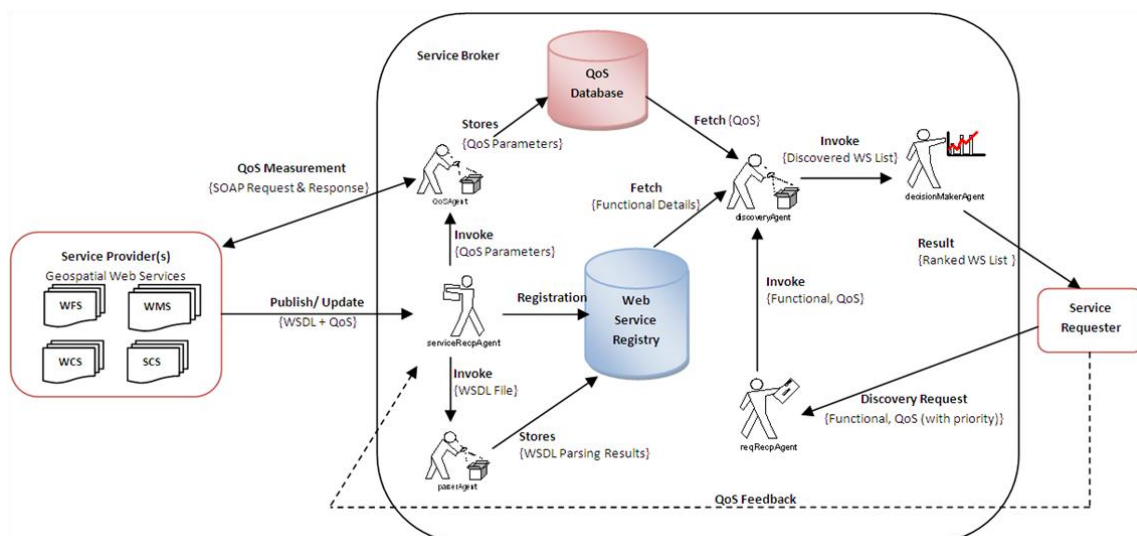 Service Broker
QoS
Database
Stores
{QoS Parameters}
Fetch {QoS}
Invoke
{Discovered WS List}
decisionMakerAgent
QoS Measurement
{SOAP Request & Response}
QoSAgent
Fetch
{Functional Details}
discoveryAgent
Invoke
{QoS Parameters}
Result
{Ranked WS List }
Service Provider(s)
Geospatial Web Services
WFS
WMS
WCS
SCS
Publish/ Update
{WSDL + QoS}
serviceRecpAgent
Registration
Web
Service
Registry
Invoke
{Functional, QoS}
Service
Requester
Invoke
{WSDL File}
Discovery Request
{Functional, QoS (with priority)}
reqRecpAgent
Stores
{WSDL Parsing Results}
parserAgent
QoS Feedback